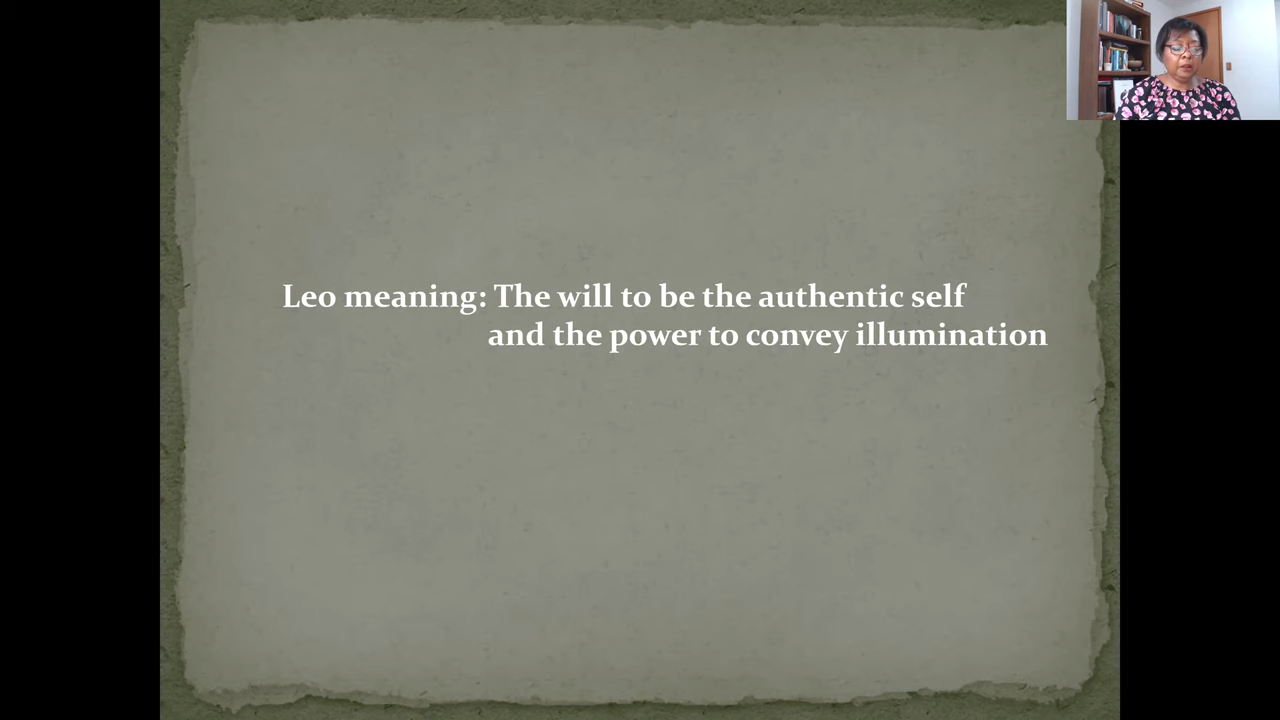 Leo meaning: The will to be the authentic self
and the power to convey illumination